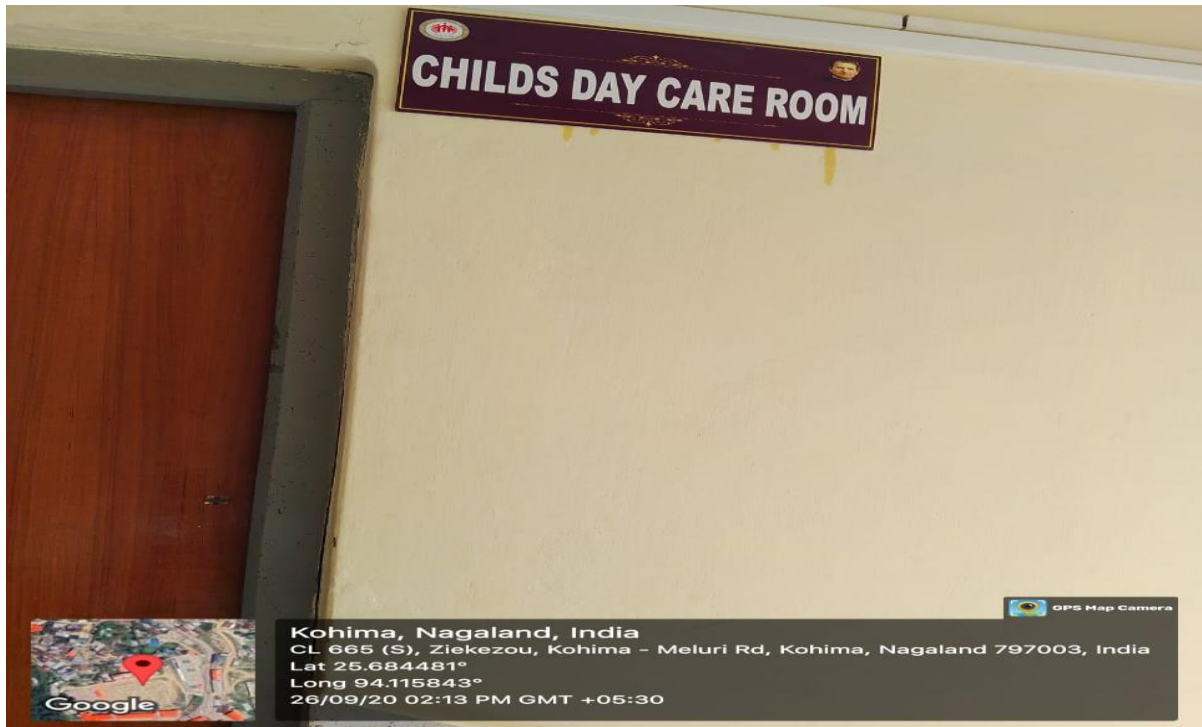 CHILDS DAY CARE ROOM
GPS Map Camera
Kohima, Nagaland, India
CL 665 (S), Ziekezou, Kohima - Meluri Rd, Kohima, Nagaland 797003, India
Lat 25.684481°
Long 94.115843°
26/09/20 02:13 PM GMT +05:30
Google